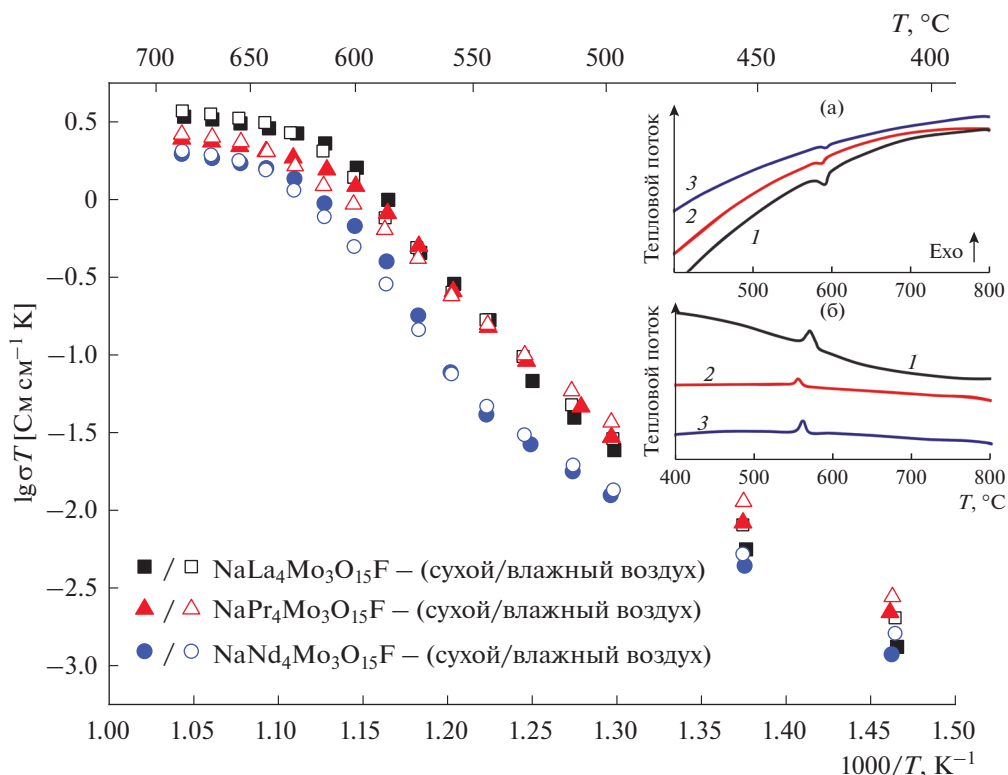 T, °C
700 650 600 550 500 450 400
0.5
0
−0.5
−1.0
−1.5
−2.0
−2.5
−3.0
lg σT [См см⁻¹ К]
(а)
Тепловой поток
3
2
1
Exo
500 600 700 800
(б)
Тепловой поток
1
2
3
400 500 600 700 800
T, °C
/ NaLa₄Mo₃O₁₅F – (сухой/влажный воздух)
/ NaPr₄Mo₃O₁₅F – (сухой/влажный воздух)
/ NaNd₄Mo₃O₁₅F – (сухой/влажный воздух)
1.00 1.05 1.10 1.15 1.20 1.25 1.30 1.35 1.40 1.45 1.50
1000/T, K⁻¹